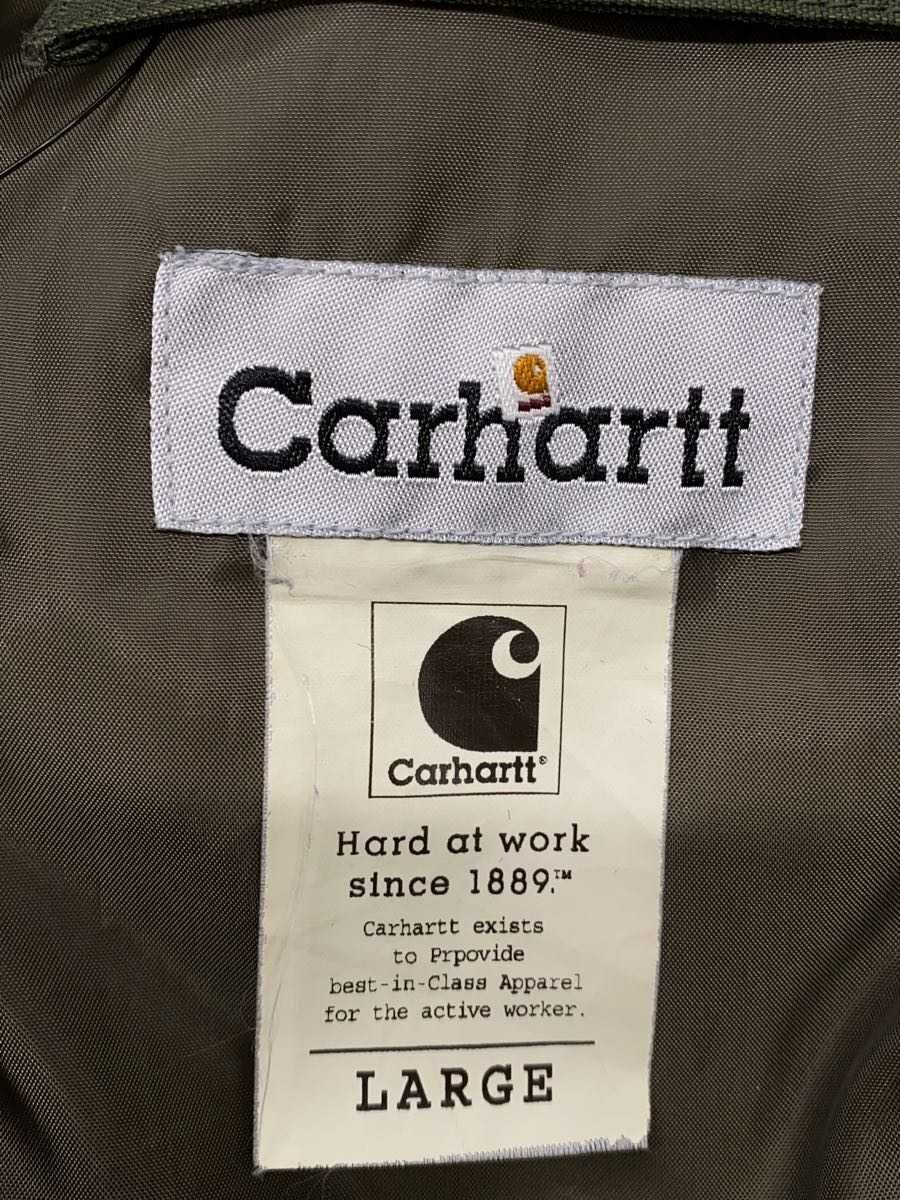 Carhartt
Carhartt®
Hard at work
since 1889.™
Carhartt exists
to Prpovide
best-in-Class Apparel
for the active worker.
LARGE